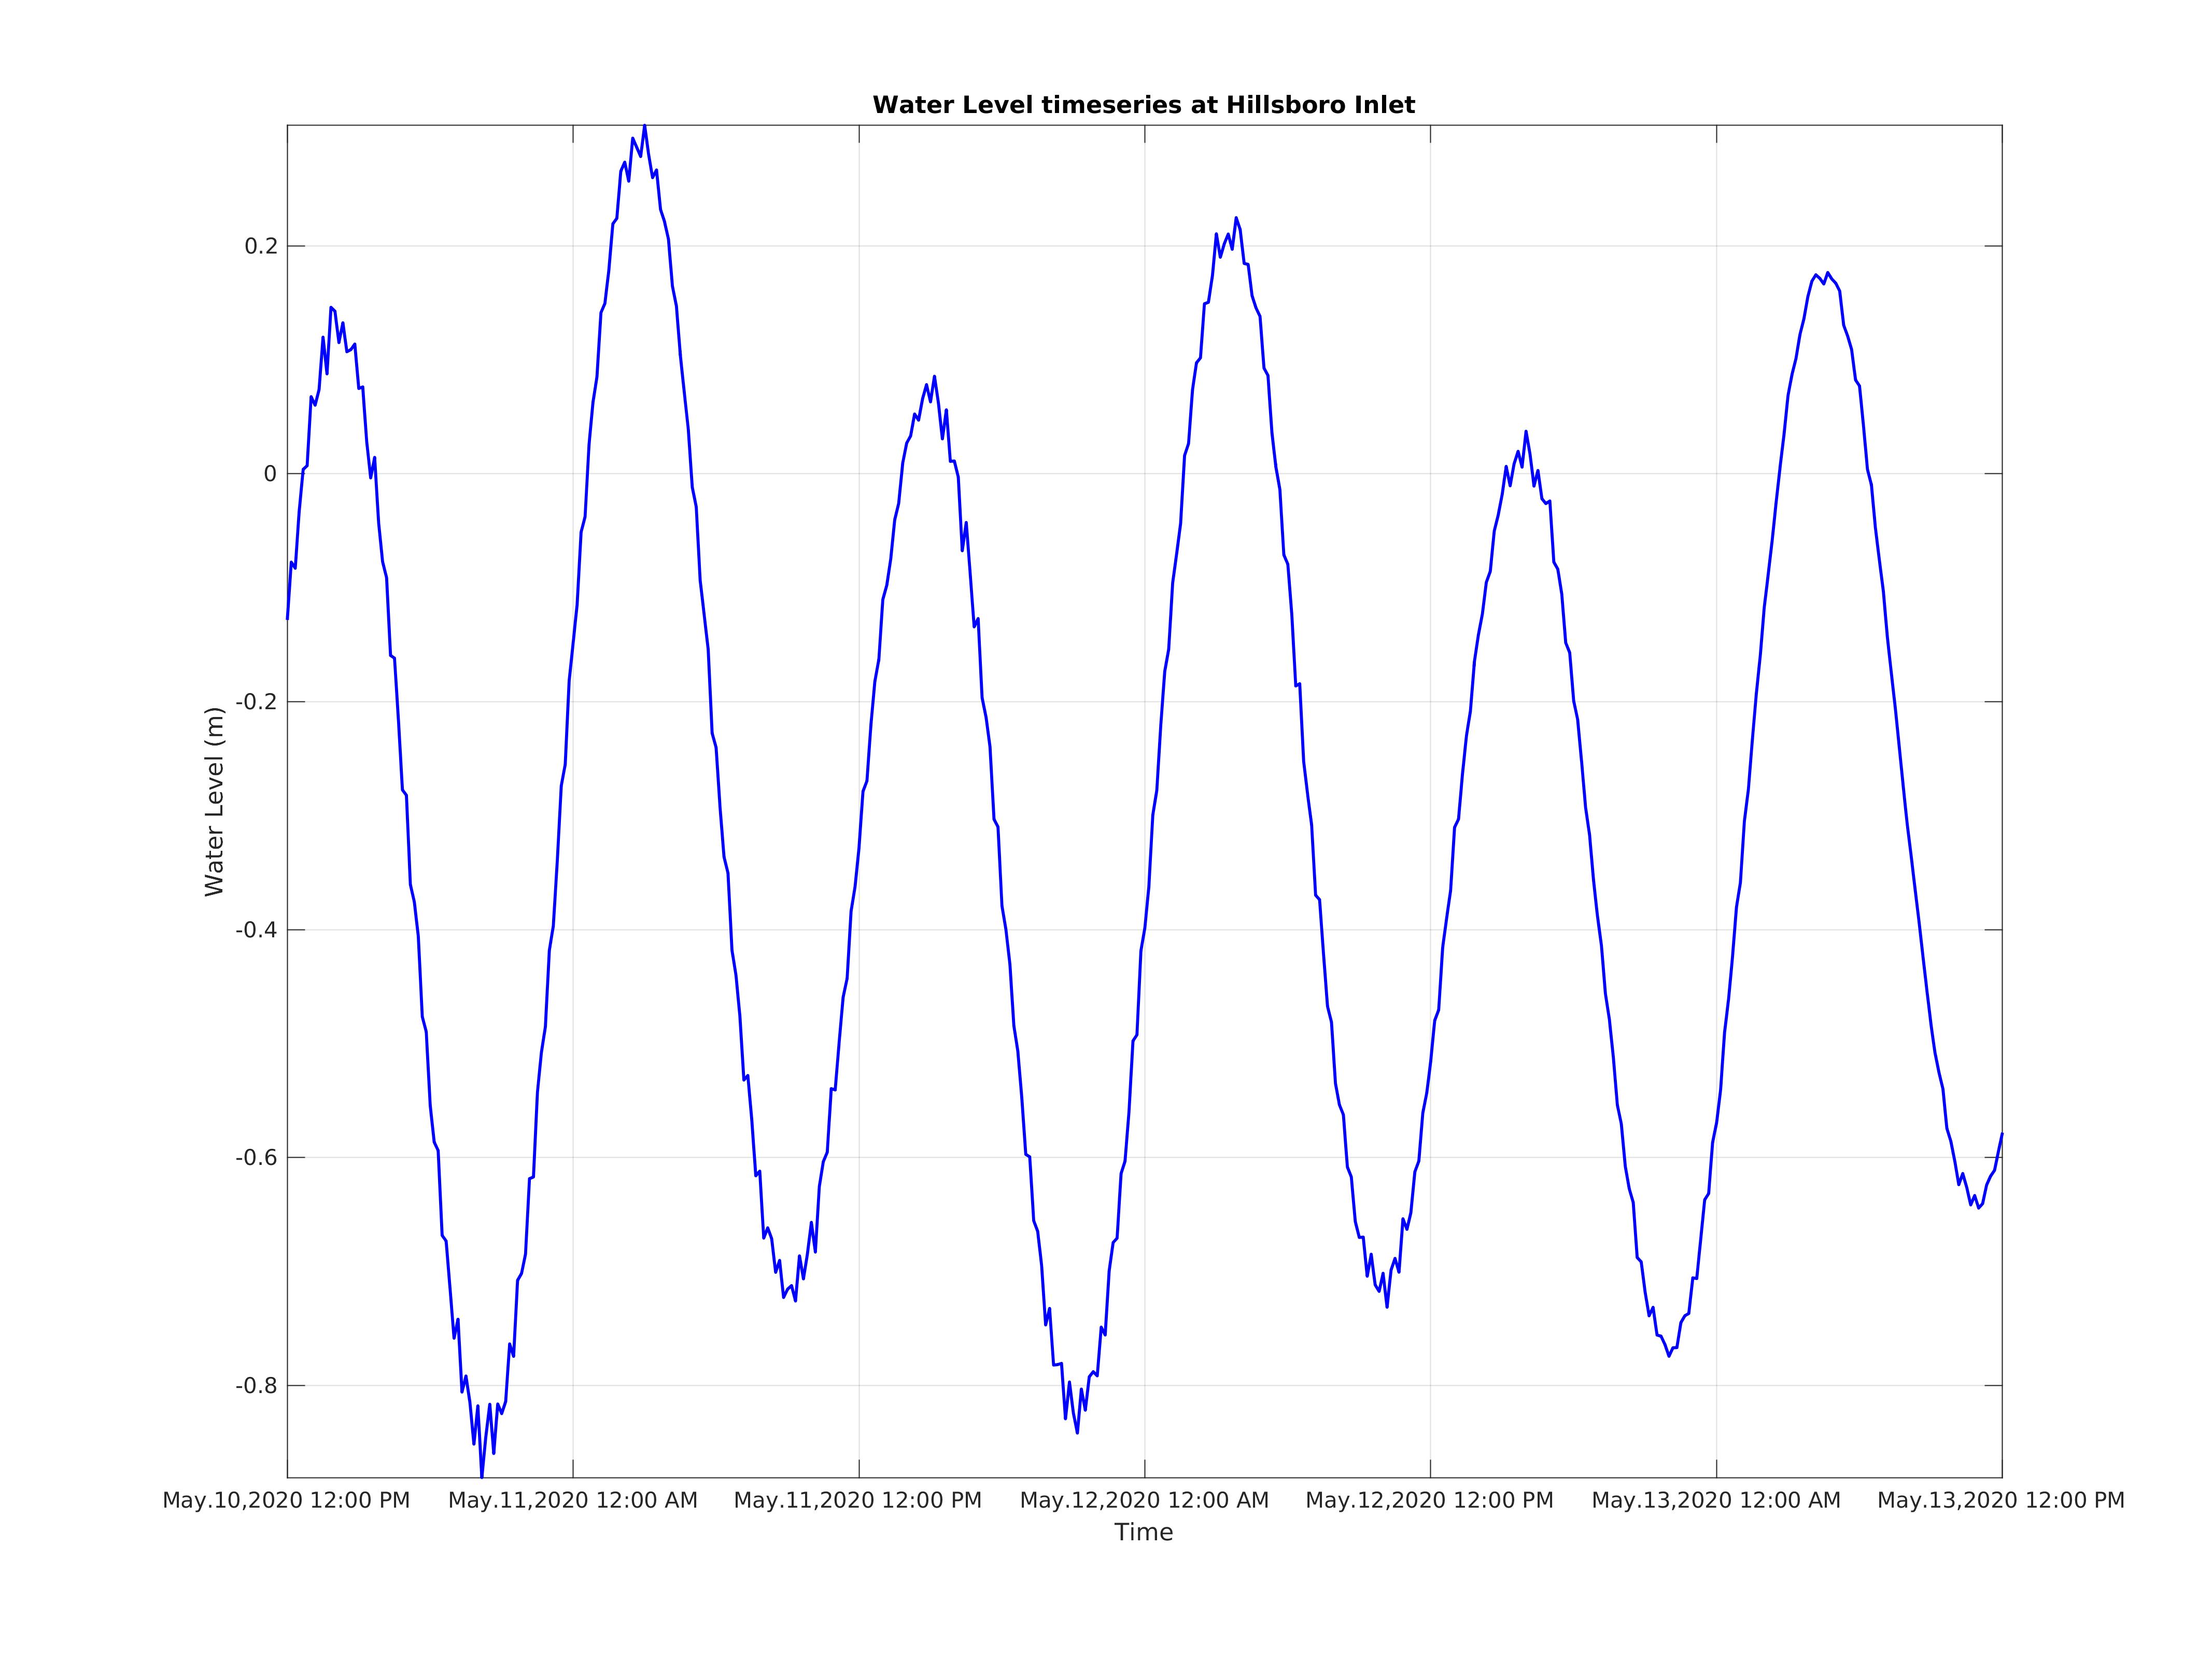 Water Level timeseries at Hillsboro Inlet
0.2
0
-0.2
-0.4
-0.6
-0.8
Water Level (m)
May.10,2020 12:00 PM May.11,2020 12:00 AM May.11,2020 12:00 PM May.12,2020 12:00 AM May.12,2020 12:00 PM May.13,2020 12:00 AM May.13,2020 12:00 PM
Time